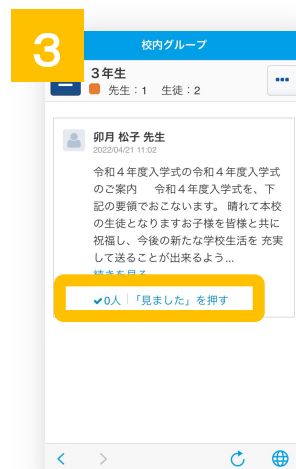 3
校内グループ
3年生
先生：1　生徒：2
卯月 松子 先生
2022/04/21 11:02
令和４年度入学式の令和４年度入学式
のご案内　　令和４年度入学式を、下
記の要領でおこないます。 晴れて本校
の生徒となりますお子様を皆様と共に
祝福し、今後の新たな学校生活を 充実
して送ることが出来るよう...
続きを見る
0人｜「見ました」を押す